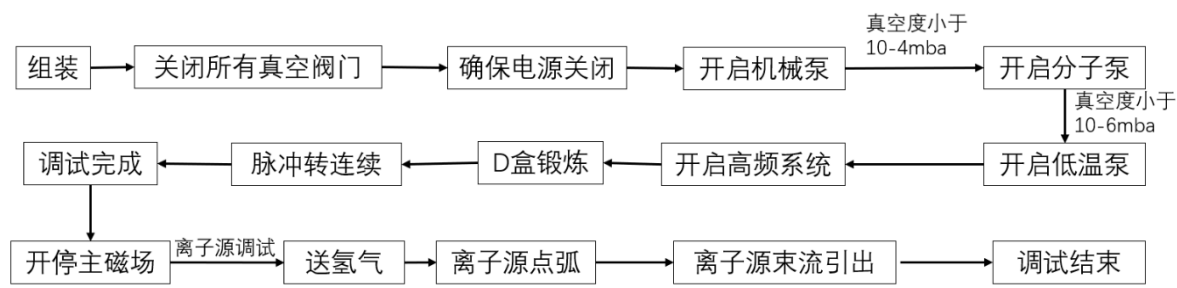 组装
关闭所有真空阀门
确保电源关闭
开启机械泵
真空度小于
10-4mba
开启分子泵
真空度小于
10-6mba
开启低温泵
开启高频系统
D盒锻炼
脉冲转连续
调试完成
开停主磁场
离子源调试
送氢气
离子源点弧
离子源束流引出
调试结束